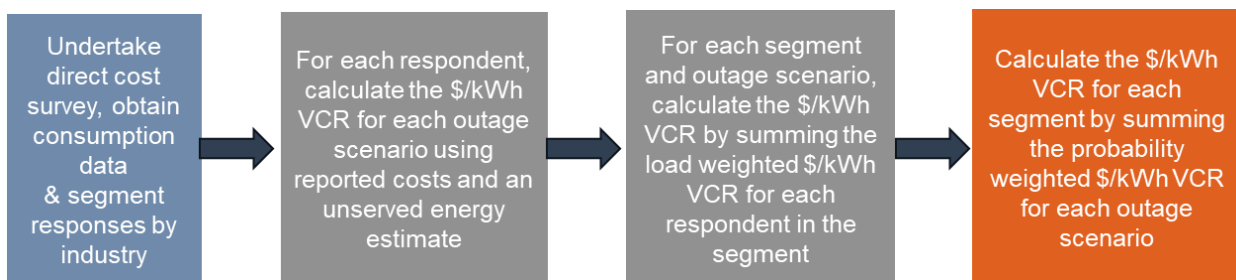 Undertake
direct cost
survey, obtain
consumption
data
& segment
responses by
industry
For each respondent,
calculate the $/kWh
VCR for each outage
scenario using
reported costs and an
unserved energy
estimate
For each segment
and outage scenario,
calculate the $/kWh
VCR by summing the
load weighted $/kWh
VCR for each
respondent in the
segment
Calculate the $/kWh
VCR for each
segment by summing
the probability
weighted $/kWh VCR
for each outage
scenario